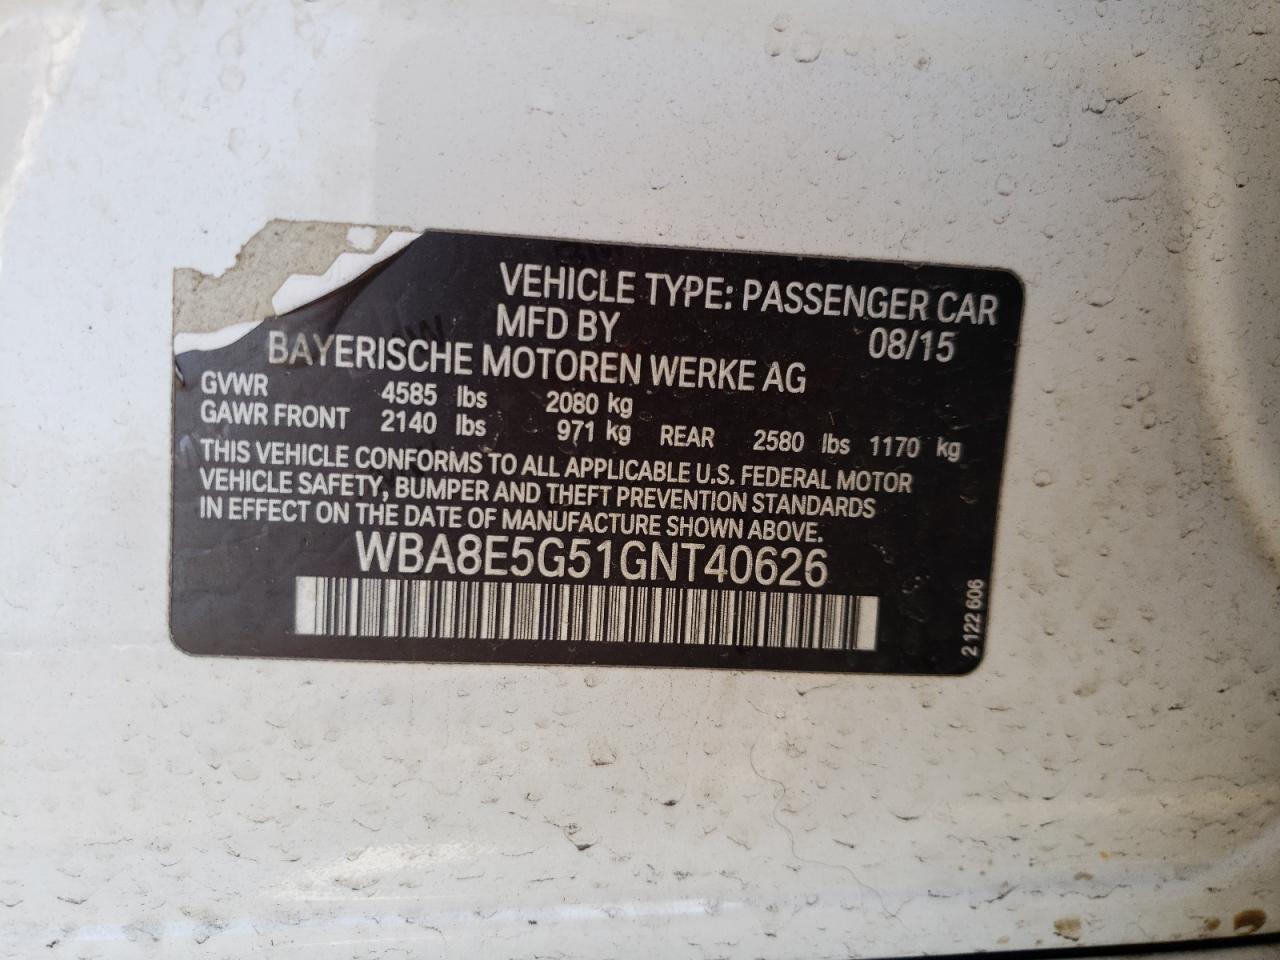 VEHICLE TYPE: PASSENGER CAR
MFD BY 08/15
BAYERISCHE MOTOREN WERKE AG
GVWR 4585 lbs 2080 kg
GAWR FRONT 2140 lbs 971 kg REAR 2580 lbs 1170 kg
THIS VEHICLE CONFORMS TO ALL APPLICABLE U.S. FEDERAL MOTOR
VEHICLE SAFETY, BUMPER AND THEFT PREVENTION STANDARDS
IN EFFECT ON THE DATE OF MANUFACTURE SHOWN ABOVE.
WBA8E5G51GNT40626
2 122 606